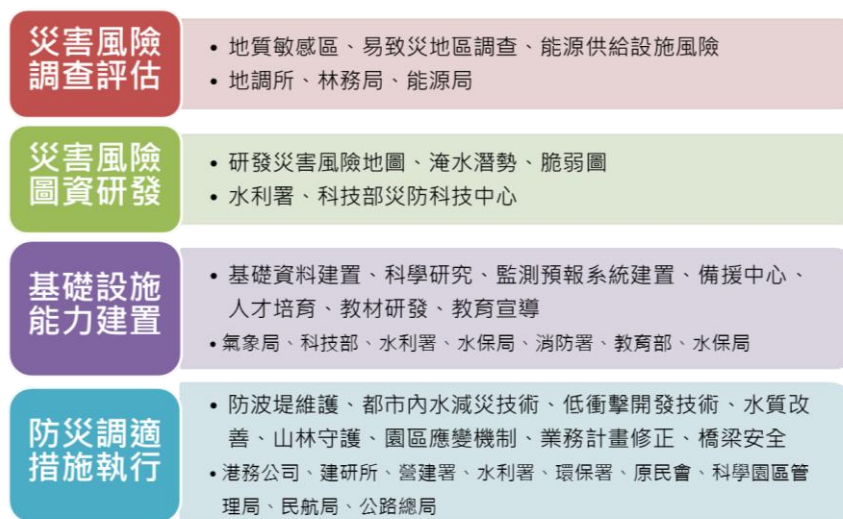 災害風險
調查評估
• 地質敏感區、易致災地區調查、能源供給設施風險
• 地調所、林務局、能源局
災害風險
圖資研發
• 研發災害風險地圖、淹水潛勢、脆弱圖
• 水利署、科技部災防科技中心
基礎設施
能力建置
• 基礎資料建置、科學研究、監測預報系統建置、備援中心、
人才培育、教材研發、教育宣導
• 氣象局、科技部、水利署、水保局、消防署、教育部、水保局
防災調適
措施執行
• 防波堤維護、都市內水減災技術、低衝擊開發技術、水質改
善、山林守護、園區應變機制、業務計畫修正、橋梁安全
• 港務公司、建研所、營建署、水利署、環保署、原民會、科學園區管
理局、民航局、公路總局